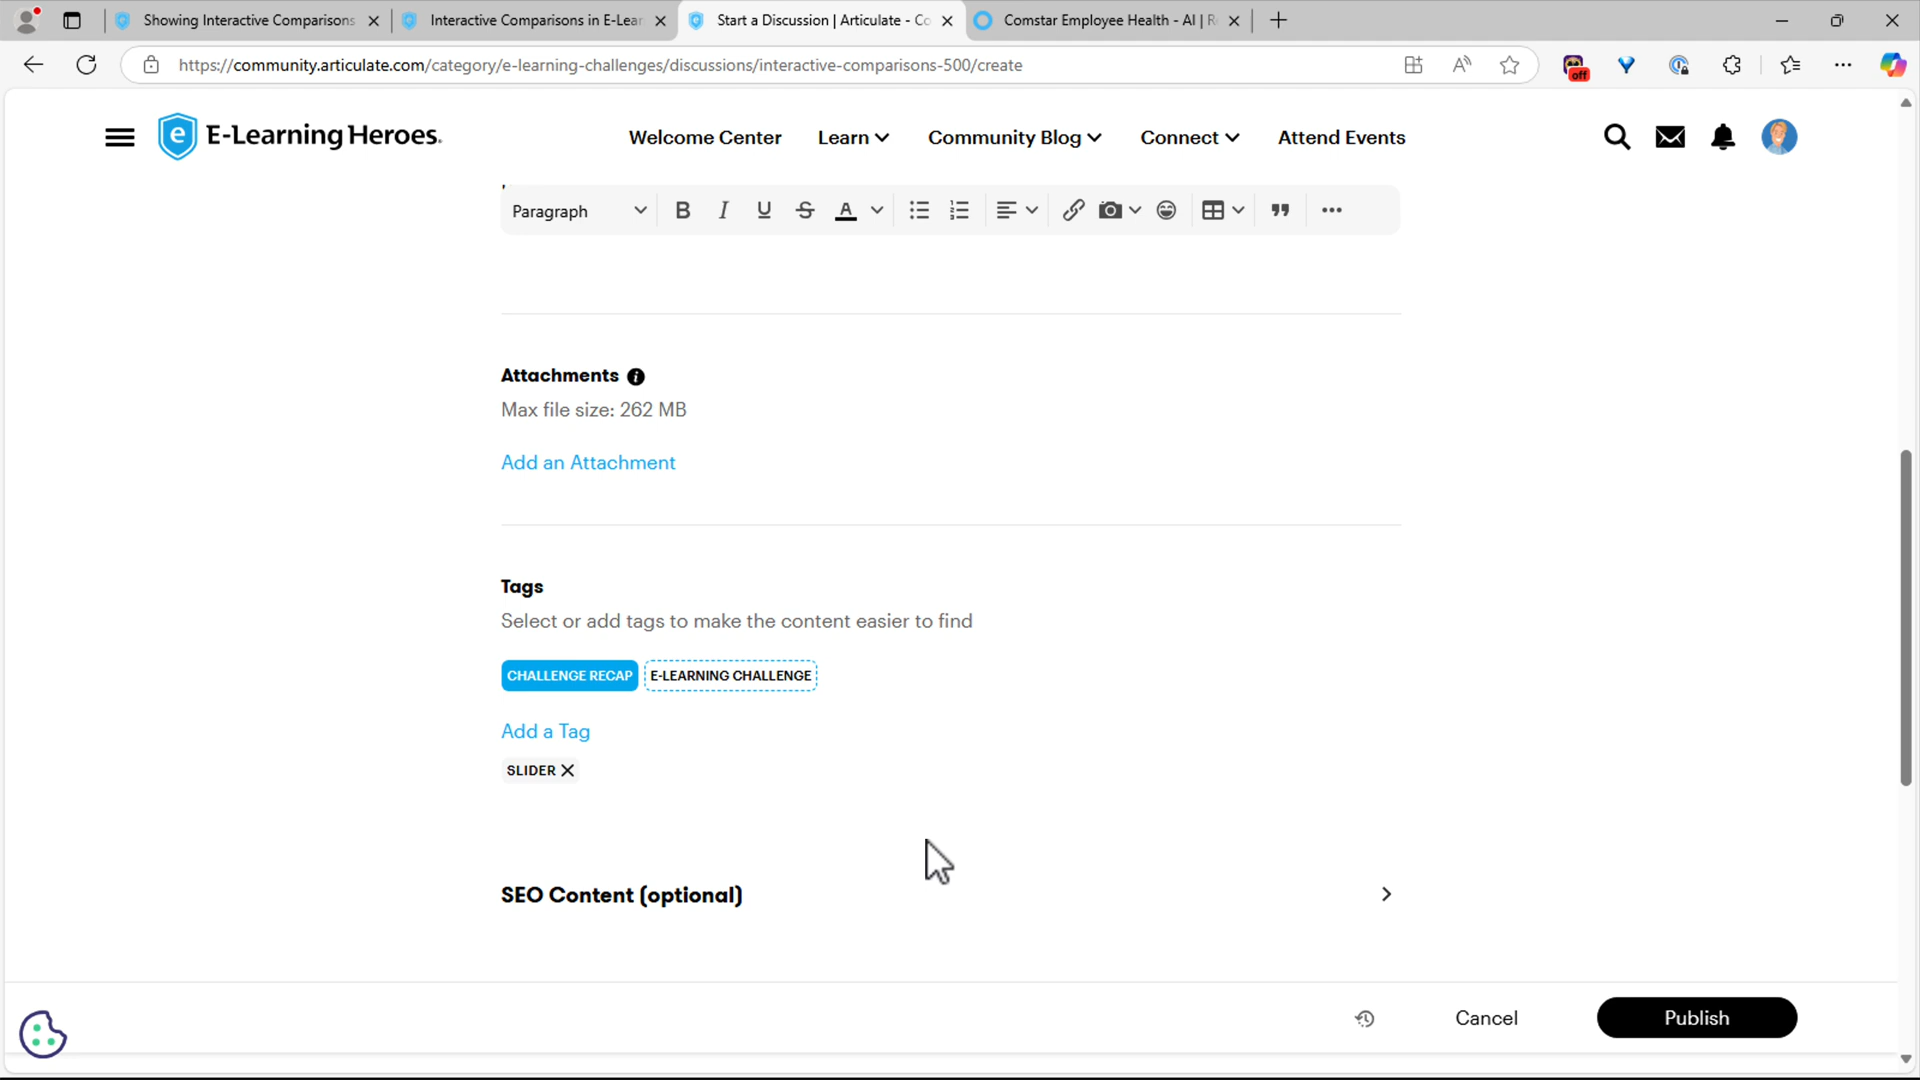 Showing Interactive Comparisons
Interactive Comparisons in E-Lear
Start a Discussion | Articulate - Co
Comstar Employee Health - AI | R
https://community.articulate.com/category/e-learning-challenges/discussions/interactive-comparisons-500/create
off
E-Learning Heroes.
Welcome Center
Learn
Community Blog
Connect
Attend Events
Paragraph
Attachments
Max file size: 262 MB
Add an Attachment
Tags
Select or add tags to make the content easier to find
CHALLENGE RECAP
E-LEARNING CHALLENGE
Add a Tag
SLIDER
SEO Content (optional)
Cancel
Publish